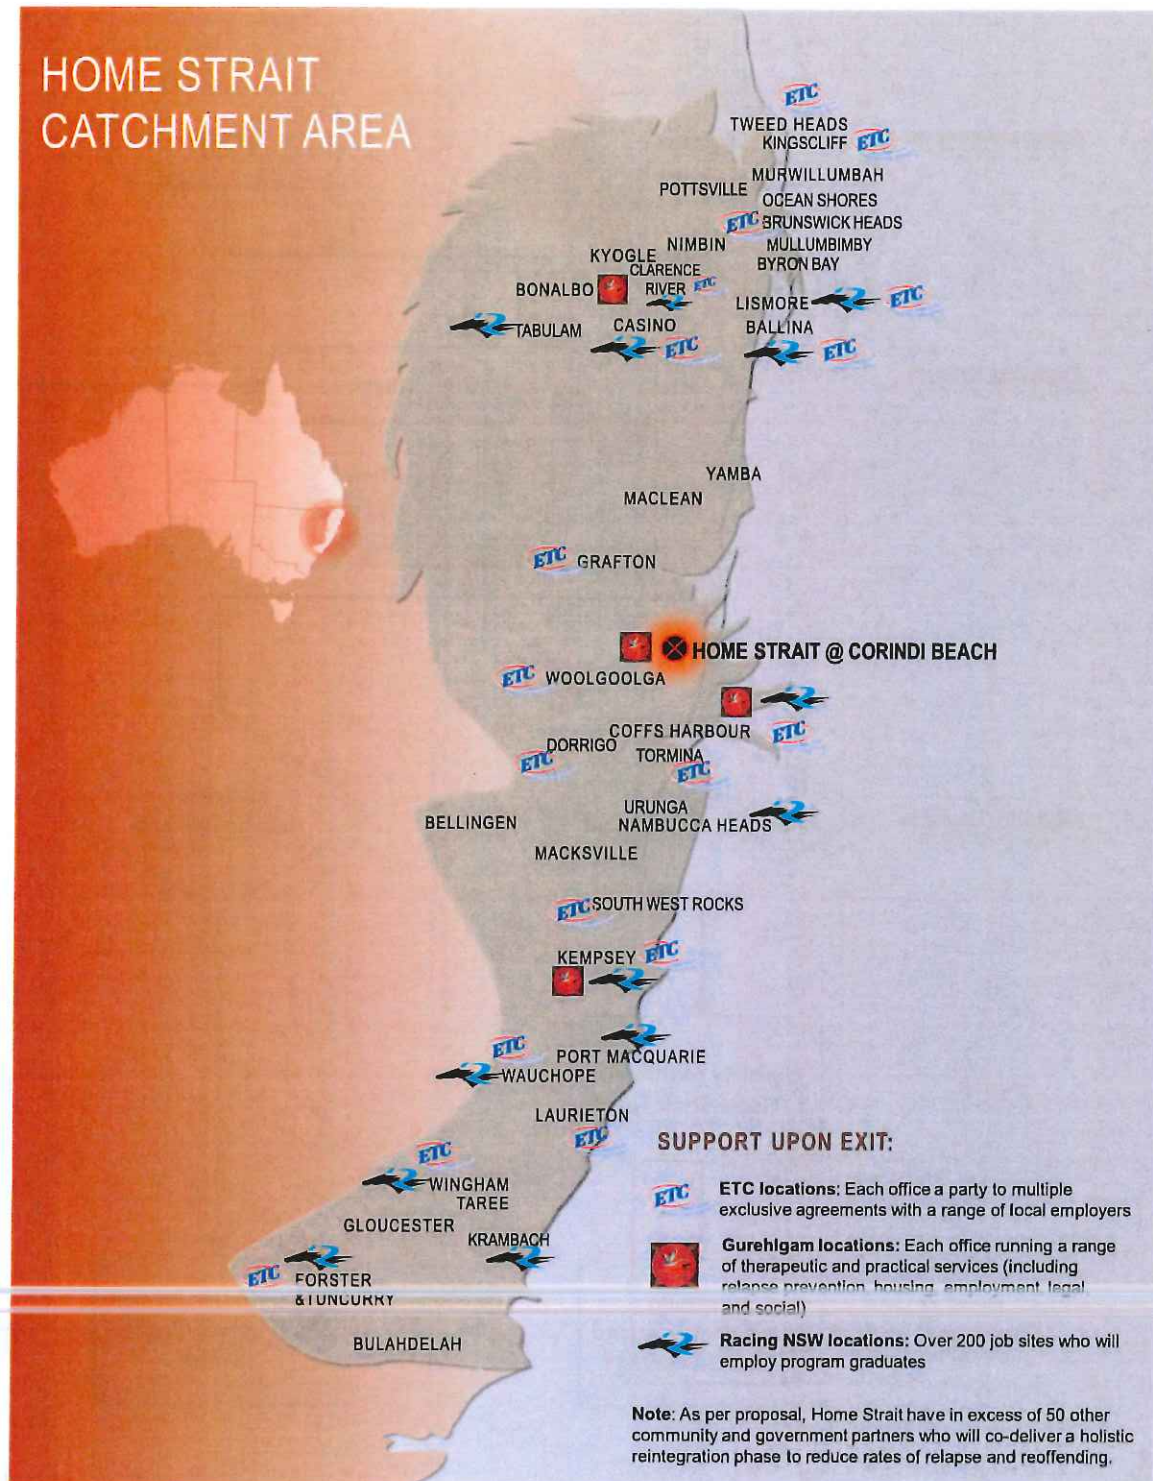 HOME STRAIT
CATCHMENT AREA
ETC
TWEED HEADS
KINGSCLIFF ETC
MURWILLUMBAH
POTTSVILLE
OCEAN SHORES
ETC BRUNSWICK HEADS
NIMBIN MULLUMBIMBY
KYOGLE BYRON BAY
CLARENCE
BONALBO RIVER ETC
LISMORE ETC
TABULAM CASINO BALLINA
ETC ETC
YAMBA
MACLEAN
ETC GRAFTON
HOME STRAIT @ CORINDI BEACH
ETC WOOLGOOLGA
COFFS HARBOUR ETC
DORRIGO
ETC TORMINA
ETC
URUNGA
BELLINGEN NAMBUCCA HEADS
MACKSVILLE
ETC SOUTH WEST ROCKS
KEMPSEY ETC
ETC PORT MACQUARIE
WAUCHOPE
LAURIETON
ETC
ETC
WINGHAM
TAREE
GLOUCESTER
KRAMBACH
ETC FORSTER
&TUNCURRY
BULAHDELAH
SUPPORT UPON EXIT:
ETC
ETC locations: Each office a party to multiple
exclusive agreements with a range of local employers
Gurehlgam locations: Each office running a range
of therapeutic and practical services (including
relapse prevention, housing, employment, legal
and social)
Racing NSW locations: Over 200 job sites who will
employ program graduates
Note: As per proposal, Home Strait have in excess of 50 other
community and government partners who will co-deliver a holistic
reintegration phase to reduce rates of relapse and reoffending.